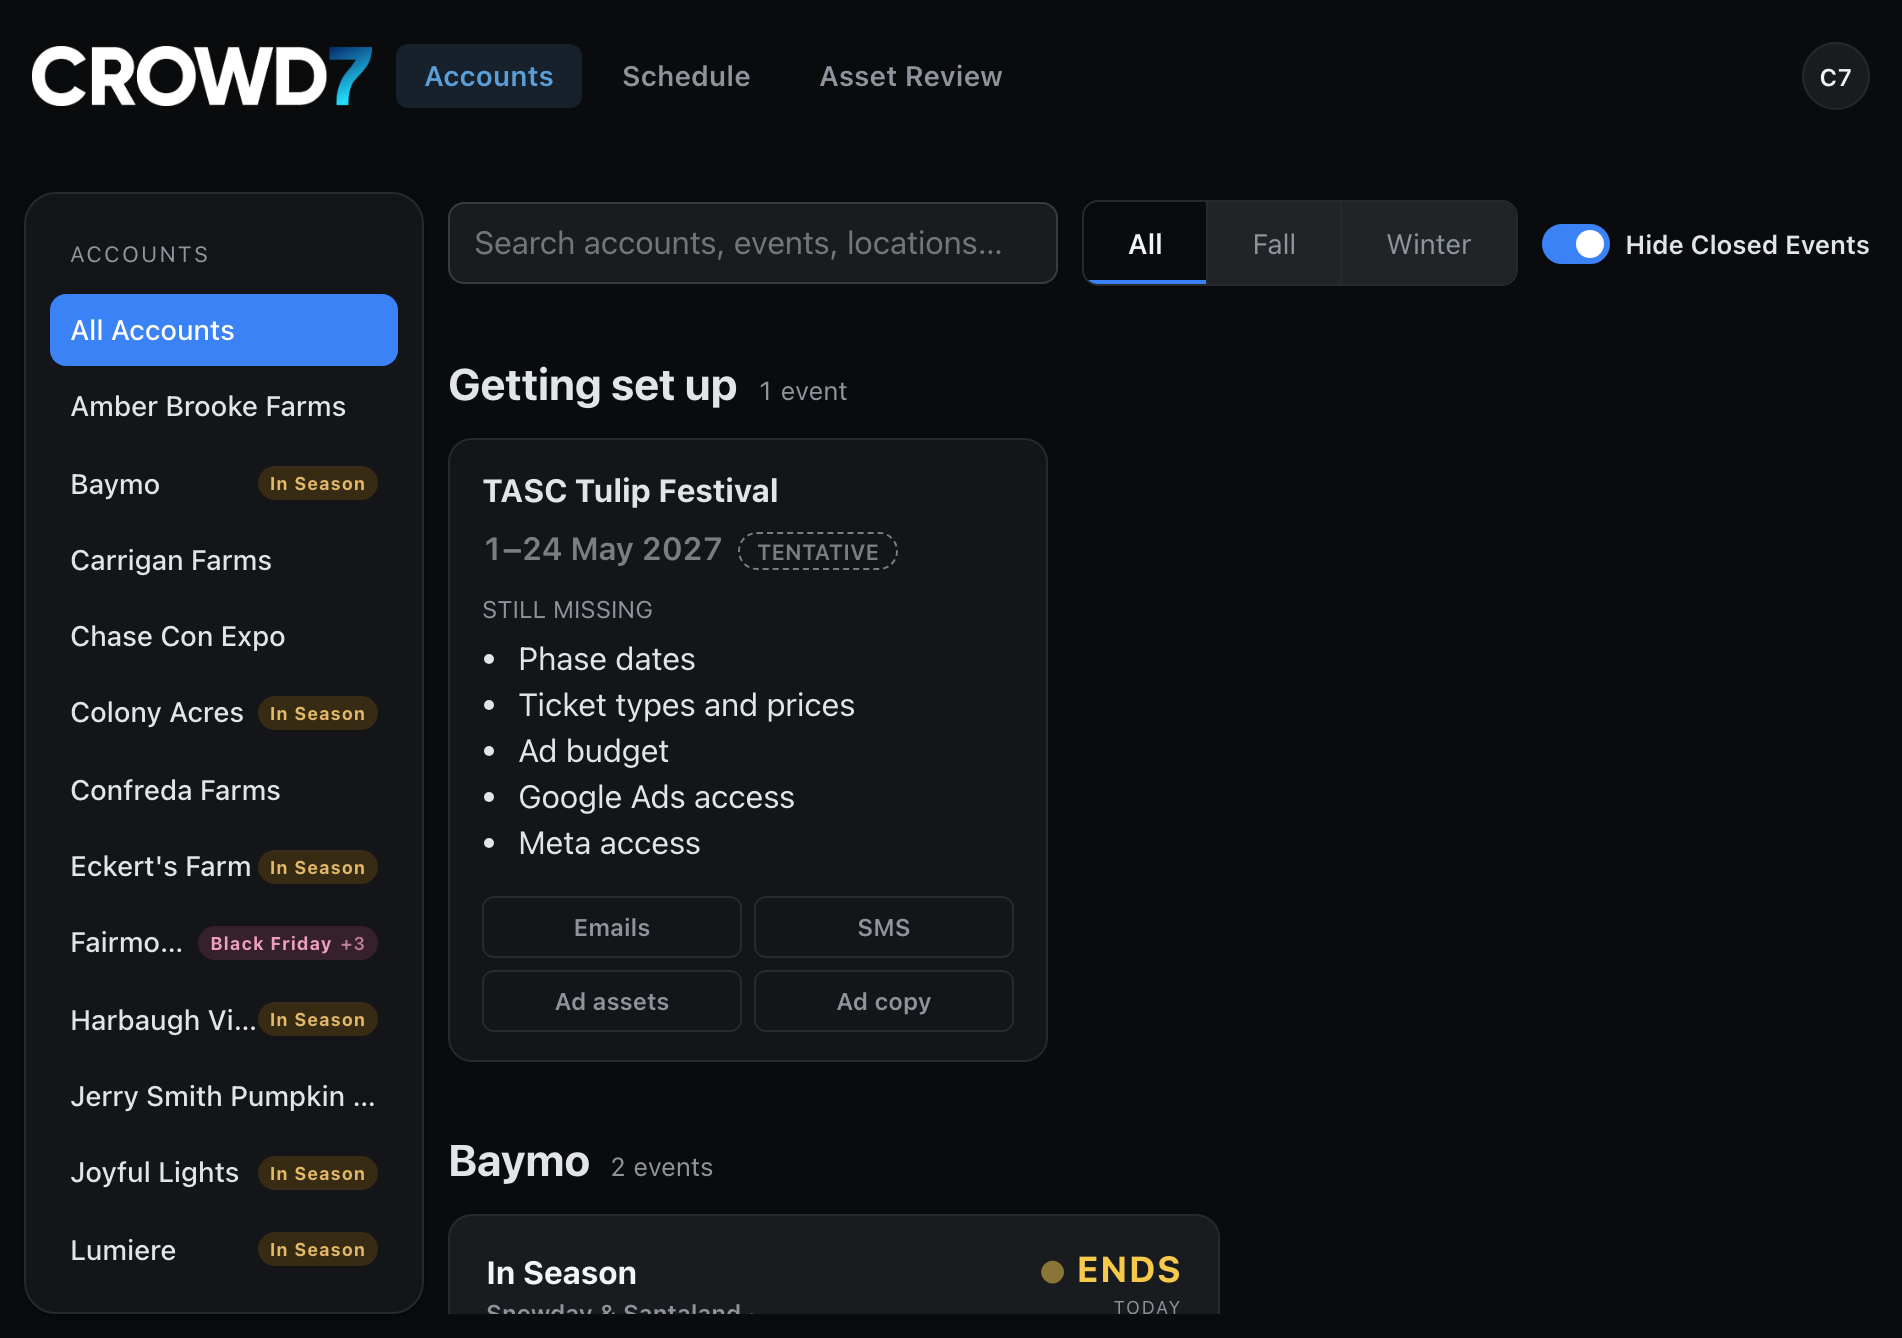 CROWD7
Accounts
Schedule
Asset Review
C7
ACCOUNTS
All Accounts
Amber Brooke Farms
Baymo In Season
Carrigan Farms
Chase Con Expo
Colony Acres In Season
Confreda Farms
Eckert's Farm In Season
Fairmo... Black Friday +3
Harbaugh Vi... In Season
Jerry Smith Pumpkin ...
Joyful Lights In Season
Lumiere In Season
Search accounts, events, locations...
All
Fall
Winter
Hide Closed Events
Getting set up 1 event
TASC Tulip Festival
1–24 May 2027 TENTATIVE
STILL MISSING
• Phase dates
• Ticket types and prices
• Ad budget
• Google Ads access
• Meta access
Emails
SMS
Ad assets
Ad copy
Baymo 2 events
In Season
ENDS
Snowday & Santaland
TODAY